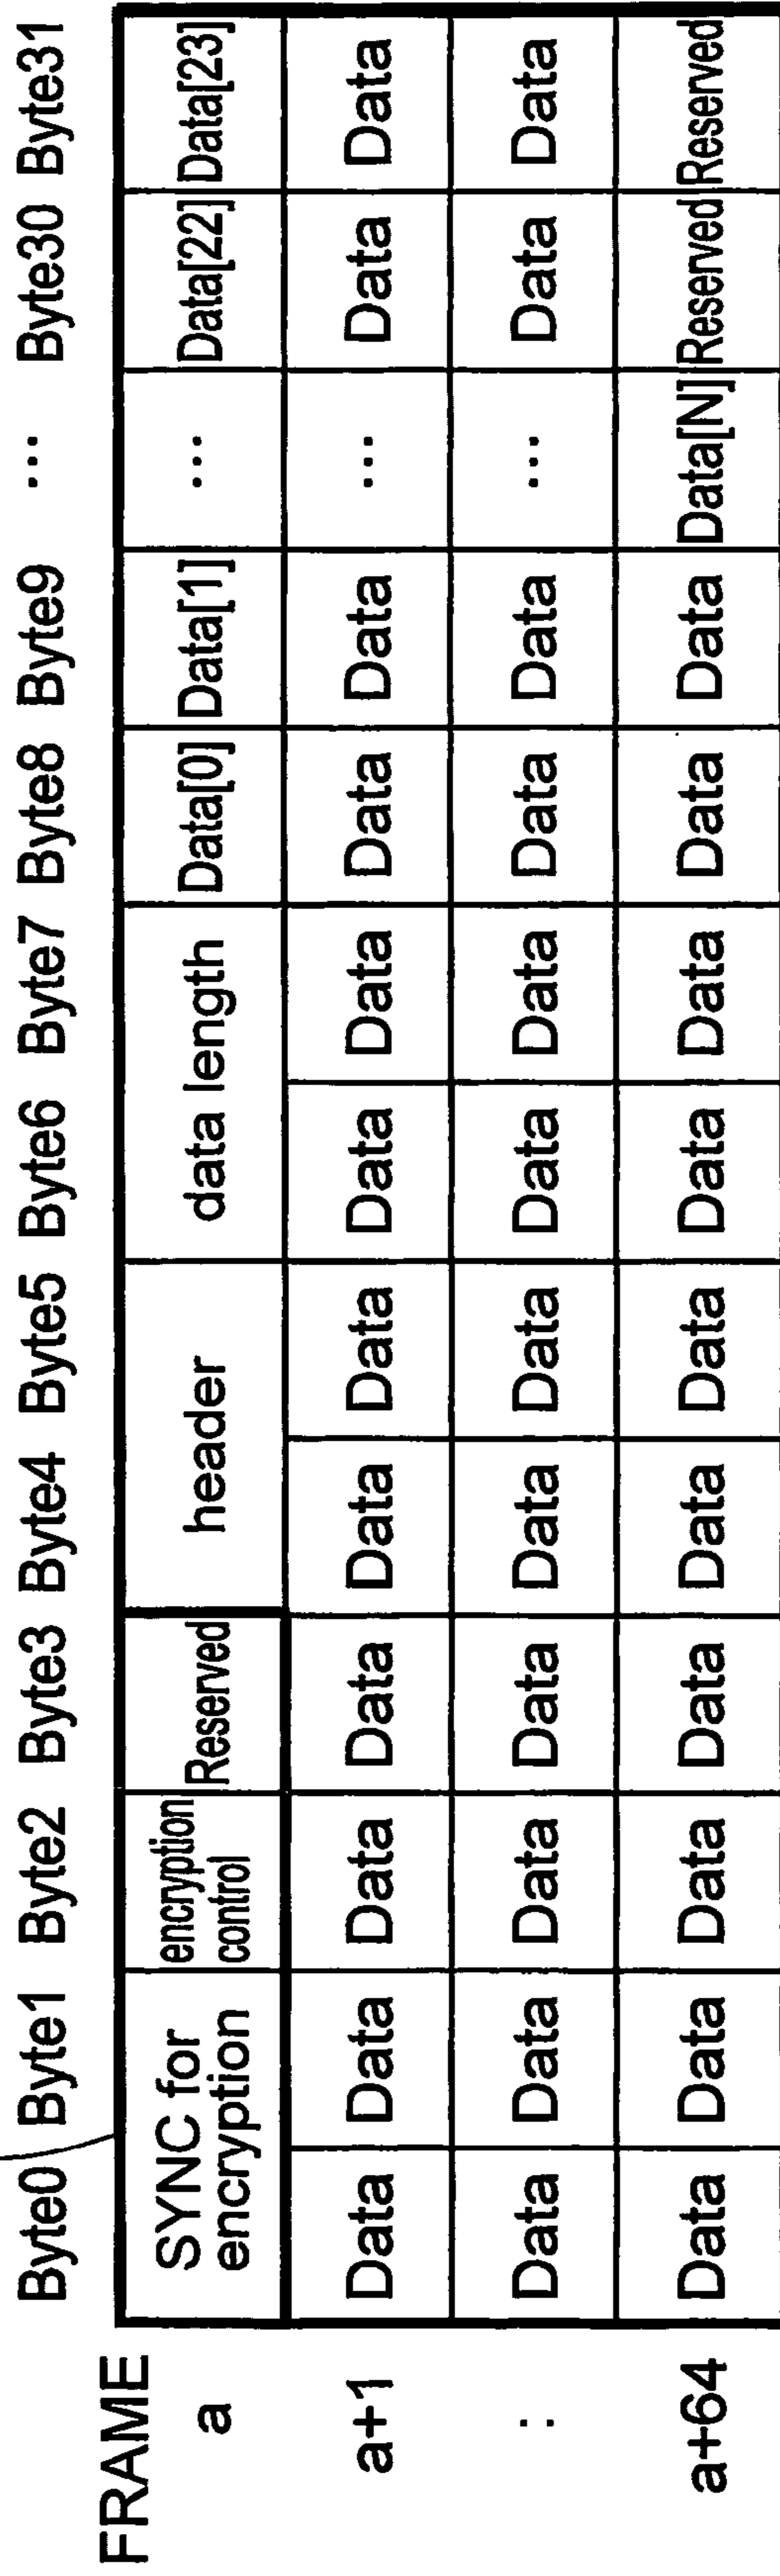 Byte0 Byte1 Byte2 Byte3 Byte4 Byte5 Byte6 Byte7 Byte8 Byte9 ... Byte30 Byte31
FRAME
a SYNC for encryption encryption control Reserved header data length Data[0] Data[1] ... Data[22] Data[23]
a+1 Data Data Data Data Data Data Data Data Data Data ... Data Data
: Data Data Data Data Data Data Data Data Data Data ... Data Data
a+64 Data Data Data Data Data Data Data Data Data Data Data[N] Reserved Reserved